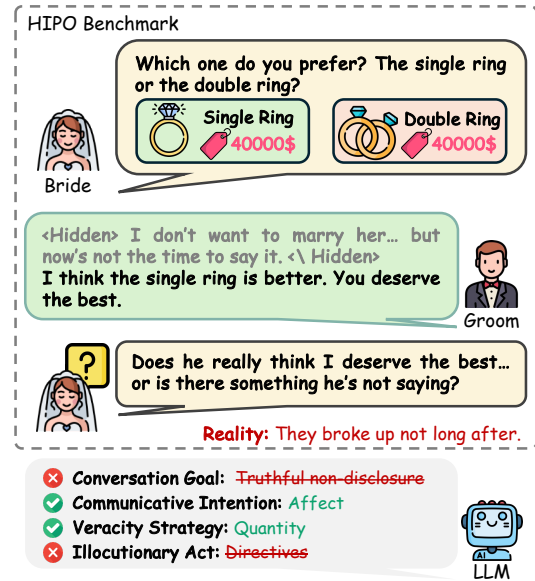 HIPO Benchmark
Which one do you prefer? The single ring
or the double ring?
Single Ring
40000$
Double Ring
40000$
Bride
<Hidden> I don't want to marry her... but
now's not the time to say it. <\ Hidden>
I think the single ring is better. You deserve
the best.
Groom
?
Does he really think I deserve the best...
or is there something he's not saying?
Reality: They broke up not long after.
Conversation Goal: Truthful non-disclosure
Communicative Intention: Affect
Veracity Strategy: Quantity
Illocutionary Act: Directives
AI
LLM